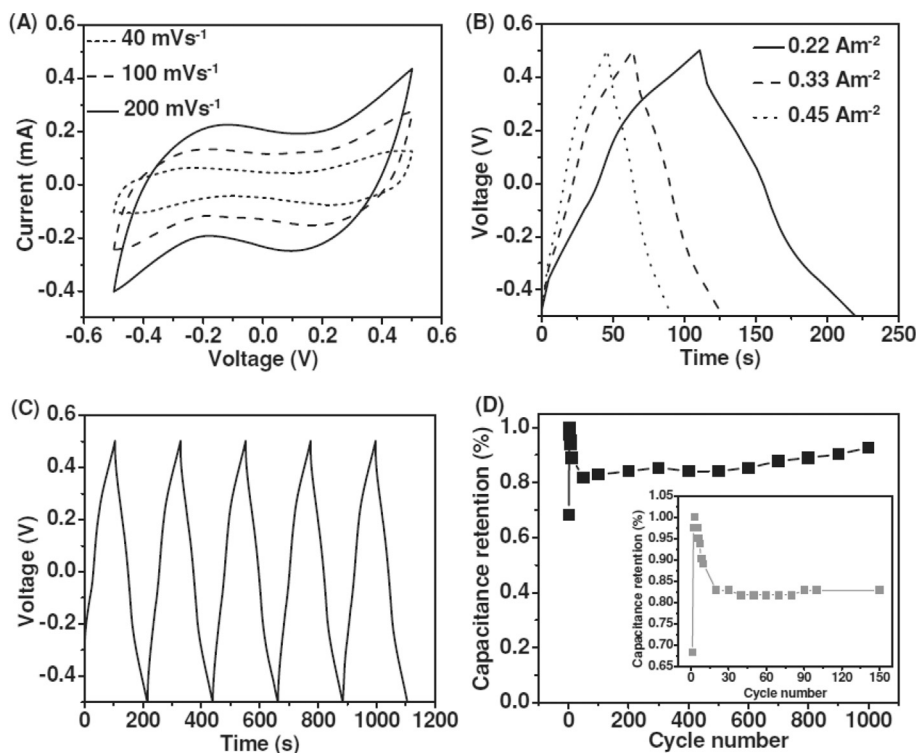 (A)
0.6
0.4
0.2
0.0
-0.2
-0.4
Current (mA)
40 mVs-1
100 mVs-1
200 mVs-1
-0.6 -0.4 -0.2 0.0 0.2 0.4 0.6
Voltage (V)
(B)
0.6
0.4
0.2
0.0
-0.2
-0.4
Voltage (V)
0.22 Am-2
0.33 Am-2
0.45 Am-2
0 50 100 150 200 250
Time (s)
(C)
0.6
0.4
0.2
0.0
-0.2
-0.4
Voltage (V)
0 200 400 600 800 1000 1200
Time (s)
(D)
1.0
0.8
0.6
0.4
0.2
0.0
Capacitance retention (%)
1.05
1.00
0.95
0.90
0.85
0.80
0.75
0.70
0.65
Capacitance retention (%)
0 30 60 90 120 150
Cycle number
0 200 400 600 800 1000
Cycle number